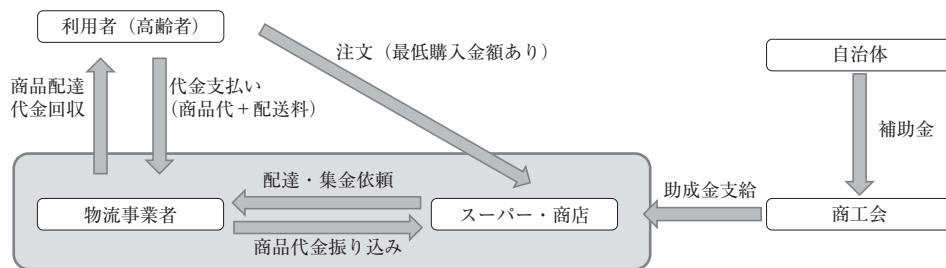 利用者（高齢者）
注文（最低購入金額あり）
自治体
商品配達
代金回収
代金支払い
（商品代＋配送料）
補助金
配達・集金依頼
助成金支給
物流事業者
スーパー・商店
商工会
商品代金振り込み